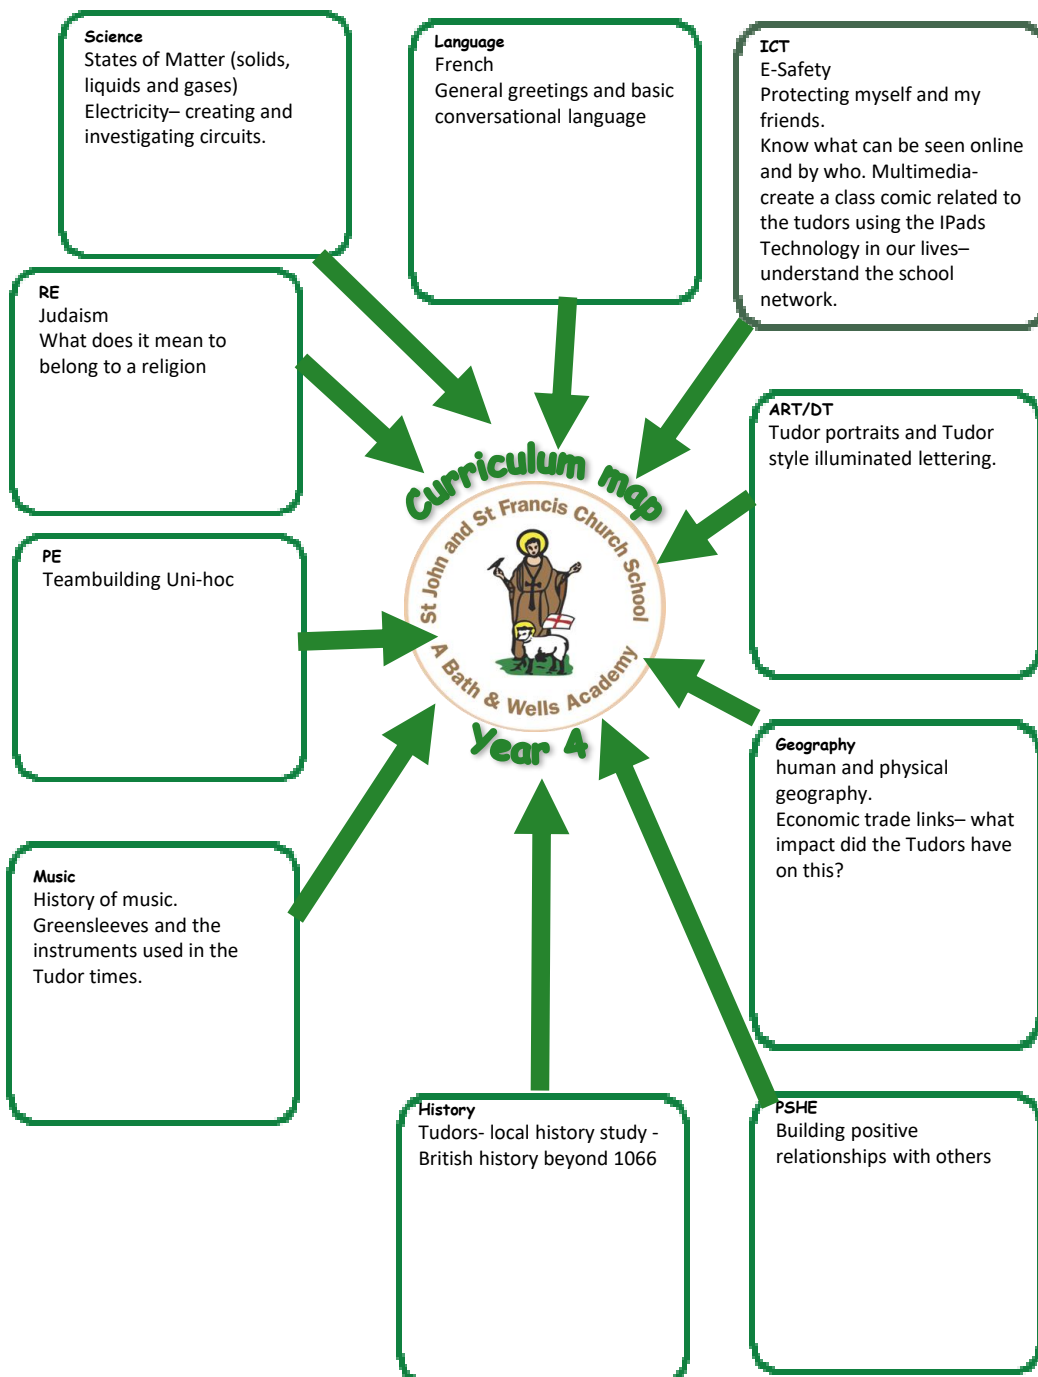 Science
States of Matter (solids,
liquids and gases)
Electricity– creating and
investigating circuits.
Language
French
General greetings and basic
conversational language
ICT
E-Safety
Protecting myself and my
friends.
Know what can be seen online
and by who. Multimedia-
create a class comic related to
the tudors using the IPads
Technology in our lives–
understand the school
network.
RE
Judaism
What does it mean to
belong to a religion
ART/DT
Tudor portraits and Tudor
style illuminated lettering.
Curriculum map
St John and St Francis Church School
A Bath & Wells Academy
Year 4
PE
Teambuilding Uni-hoc
Geography
human and physical
geography.
Economic trade links– what
impact did the Tudors have
on this?
Music
History of music.
Greensleeves and the
instruments used in the
Tudor times.
History
Tudors- local history study -
British history beyond 1066
PSHE
Building positive
relationships with others